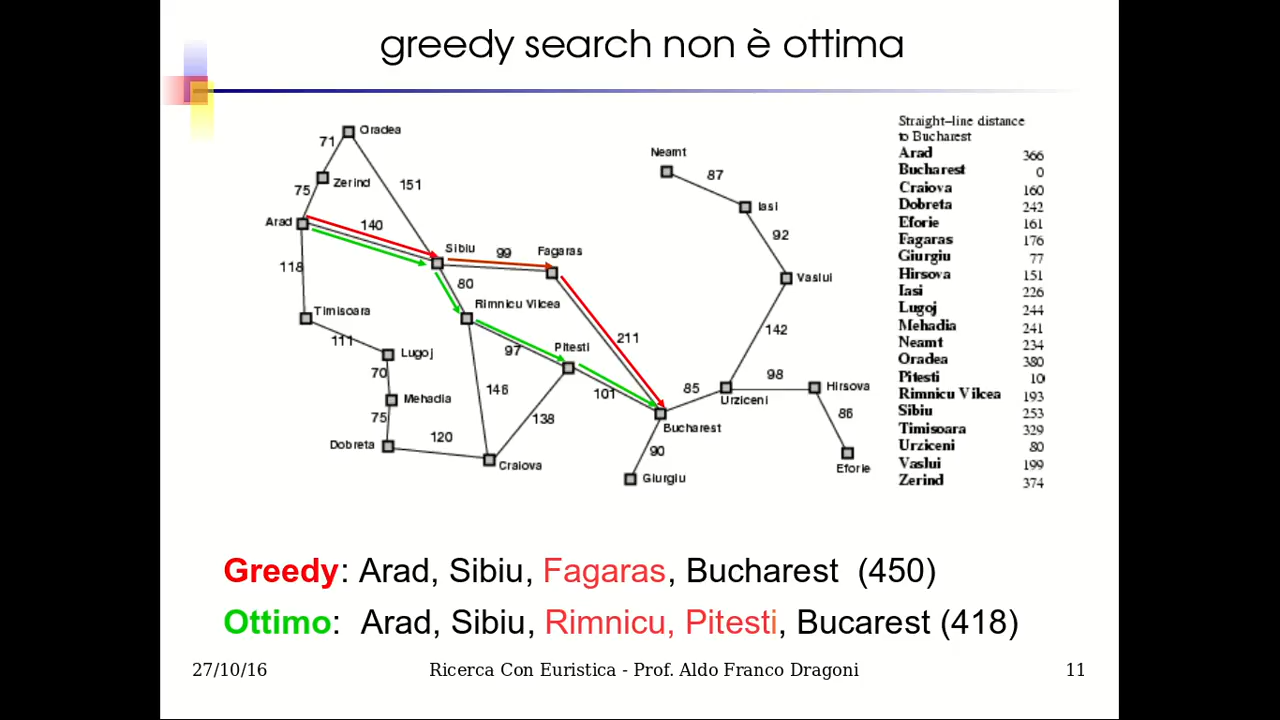 greedy search non è ottima
Oradea
71
Zerind
151
75
Arad
140
118
Sibiu
99
Fagaras
80
Rimnicu Vilcea
Timisoara
111
Lugoj
70
Mehadia
75
Dobreta
120
Craiova
146
138
97
Pitesti
101
211
Bucharest
90
Giurgiu
85
Urziceni
98
Hirsova
86
Eforie
142
Vaslui
92
Iasi
87
Neamt
Straight-line distance
to Bucharest
Arad 366
Bucharest 0
Craiova 160
Dobreta 242
Eforie 161
Fagaras 176
Giurgiu 77
Hirsova 151
Iasi 226
Lugoj 244
Mehadia 241
Neamt 234
Oradea 380
Pitesti 10
Rimnicu Vilcea 193
Sibiu 253
Timisoara 329
Urziceni 80
Vaslui 199
Zerind 374
Greedy: Arad, Sibiu, Fagaras, Bucharest (450)
Ottimo: Arad, Sibiu, Rimnicu, Pitesti, Bucarest (418)
27/10/16 Ricerca Con Euristica - Prof. Aldo Franco Dragoni 11